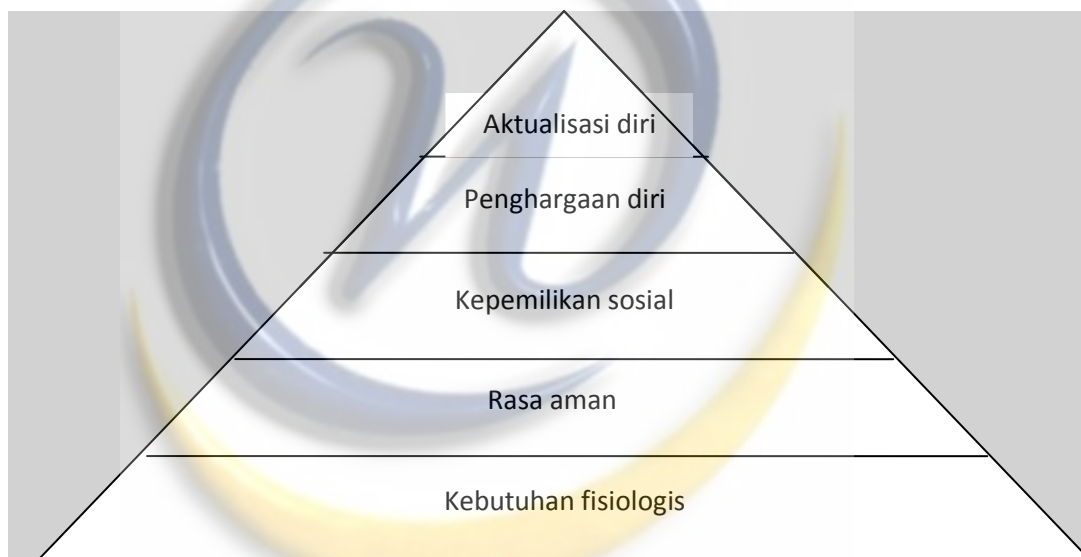 Aktualisasi diri
Penghargaan diri
Kepemilikan sosial
Rasa aman
Kebutuhan fisiologis